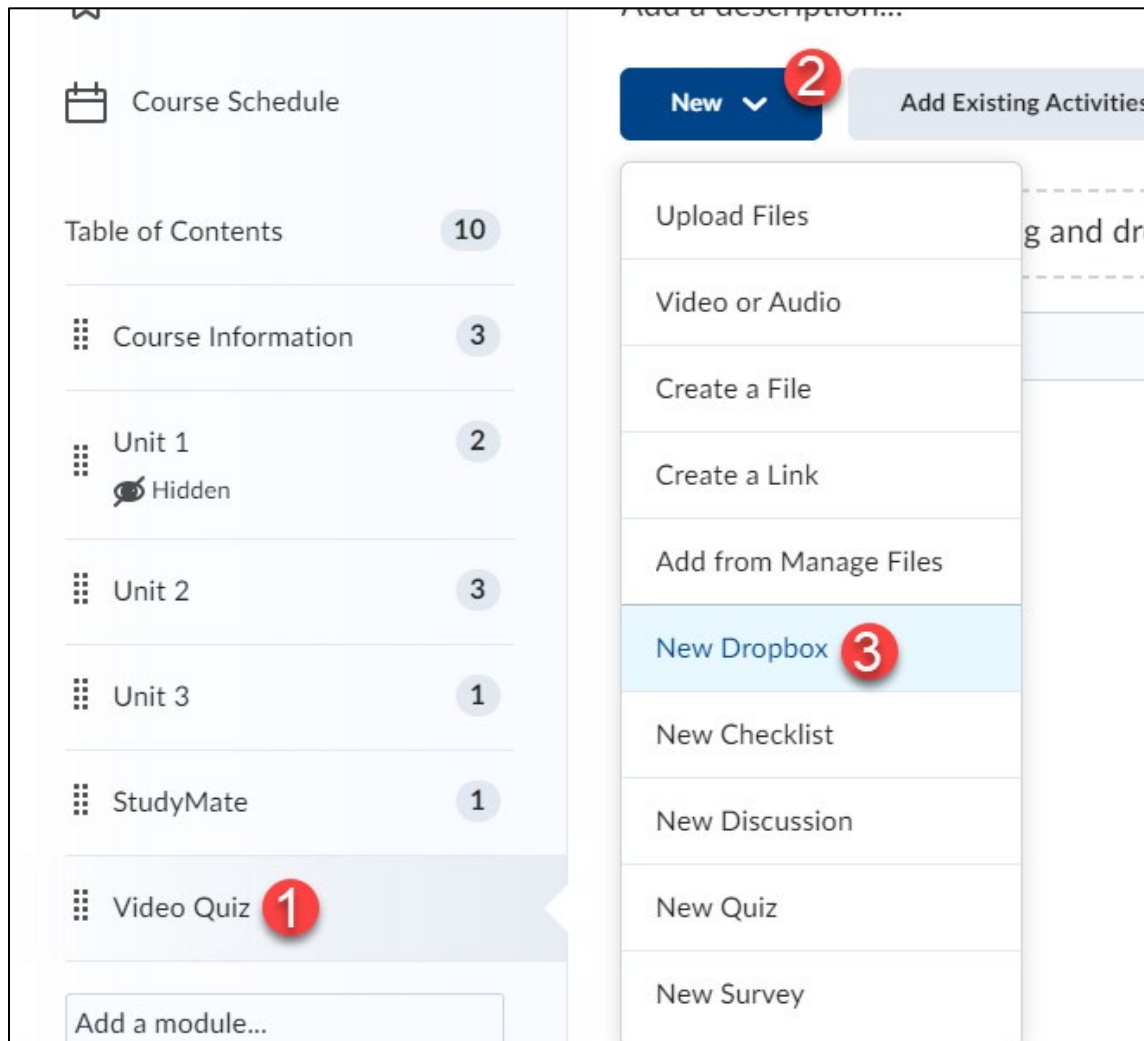 Add a description...
Course Schedule
New
2
Add Existing Activities
Table of Contents
10
Course Information
3
Unit 1
2
Hidden
Unit 2
3
Unit 3
1
StudyMate
1
Video Quiz
1
Add a module...
Upload Files
g and dr
Video or Audio
Create a File
Create a Link
Add from Manage Files
New Dropbox
3
New Checklist
New Discussion
New Quiz
New Survey